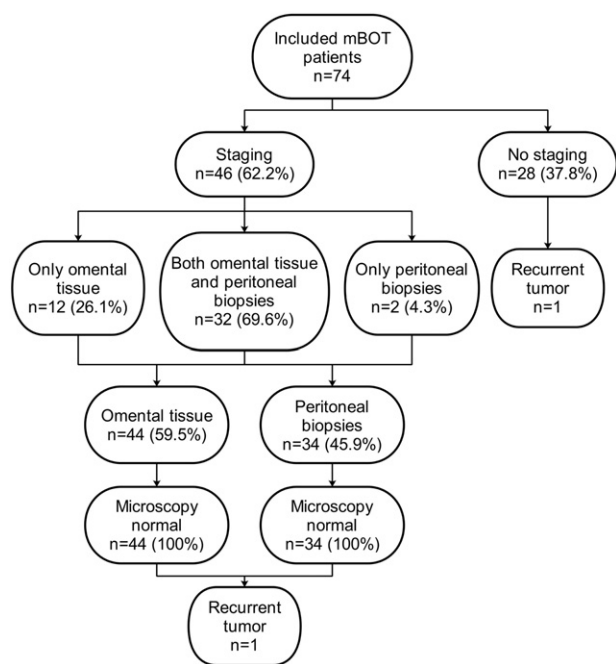 Included mBOT
patients
n=74
Staging
n=46 (62.2%)
No staging
n=28 (37.8%)
Only omental
tissue
n=12 (26.1%)
Both omental tissue
and peritoneal
biopsies
n=32 (69.6%)
Only peritoneal
biopsies
n=2 (4.3%)
Recurrent
tumor
n=1
Omental tissue
n=44 (59.5%)
Peritoneal
biopsies
n=34 (45.9%)
Microscopy
normal
n=44 (100%)
Microscopy
normal
n=34 (100%)
Recurrent
tumor
n=1